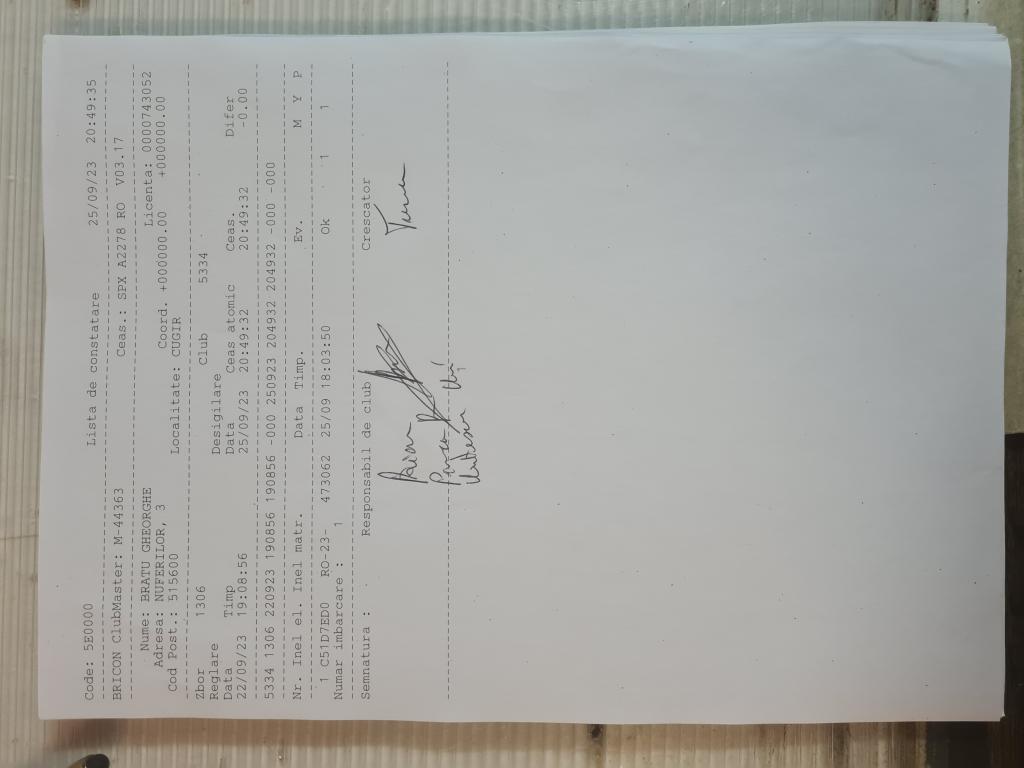 Code: 5E0000 Lista de constatare 25/09/23 20:49:35
BRICON ClubMaster: M-44363 Ceas.: SPX A2278 RO V03.17
Nume: BRATU GHEORGHE Licenta: 0000743052
Adresa: NUFERILOR, 3 Coord. +000000.00 +000000.00
Cod Post.: 515600 Localitate: CUGIR
Zbor 1306 Club 5334
Reglare Desigilare
Data Timp Data Ceas atomic Ceas. Difer
22/09/23 19:08:56 25/09/23 20:49:32 20:49:32 -0.00
5334 1306 220923 190856 190856 -000 250923 204932 204932 -000 -000
Nr. Inel el. Inel matr. Data Timp. Ev. M Y P
1 C51D7ED0 RO-23- 473062 25/09 18:03:50 Ok 1 1
Numar imbarcare : 1
Semnatura : Responsabil de club Crescator